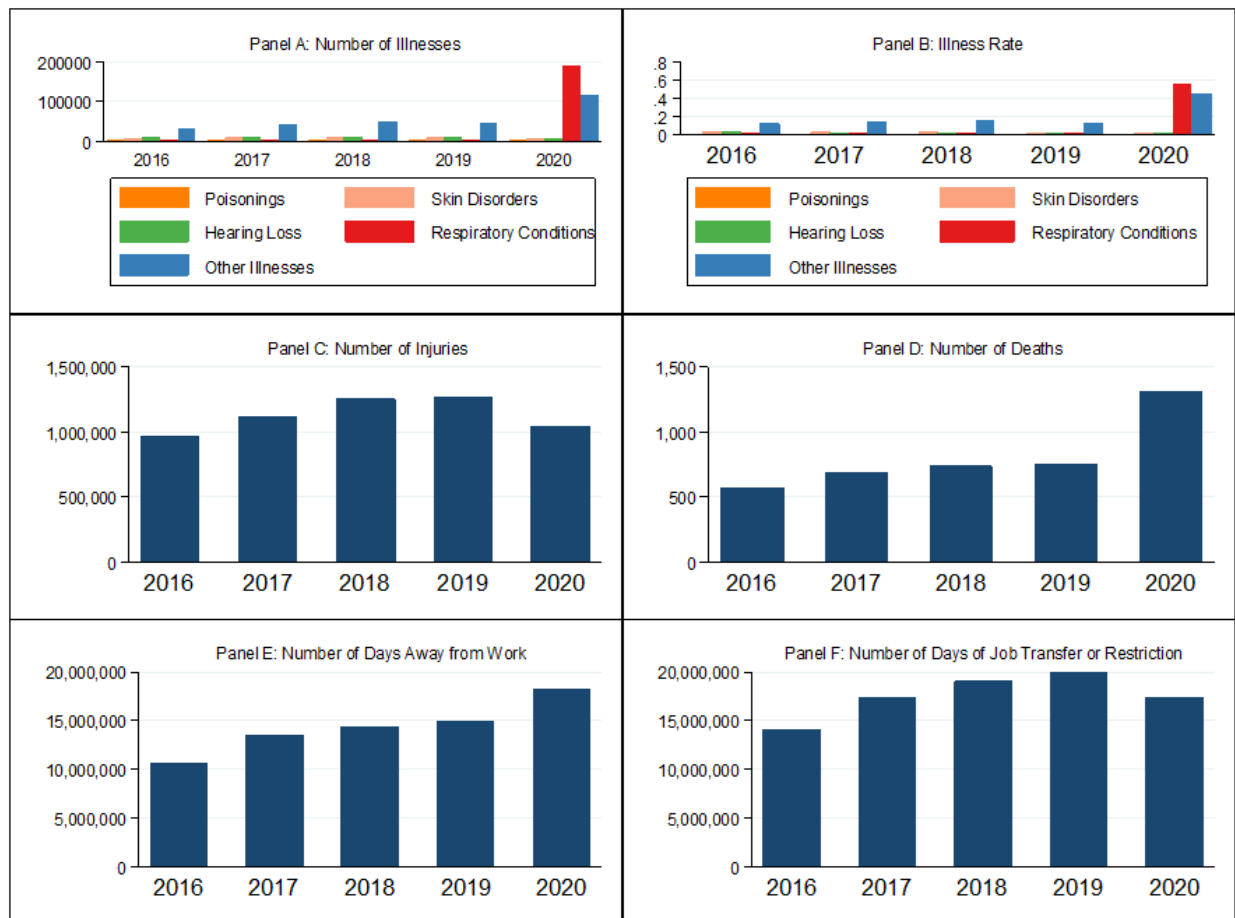 Panel A: Number of Illnesses
200000
100000
0
2016 2017 2018 2019 2020
Poisonings Skin Disorders
Hearing Loss Respiratory Conditions
Other Illnesses
Panel B: Illness Rate
.8
.6
.4
.2
0
2016 2017 2018 2019 2020
Poisonings Skin Disorders
Hearing Loss Respiratory Conditions
Other Illnesses
Panel C: Number of Injuries
1,500,000
1,000,000
500,000
0
2016 2017 2018 2019 2020
Panel D: Number of Deaths
1,500
1,000
500
0
2016 2017 2018 2019 2020
Panel E: Number of Days Away from Work
20,000,000
15,000,000
10,000,000
5,000,000
0
2016 2017 2018 2019 2020
Panel F: Number of Days of Job Transfer or Restriction
20,000,000
15,000,000
10,000,000
5,000,000
0
2016 2017 2018 2019 2020